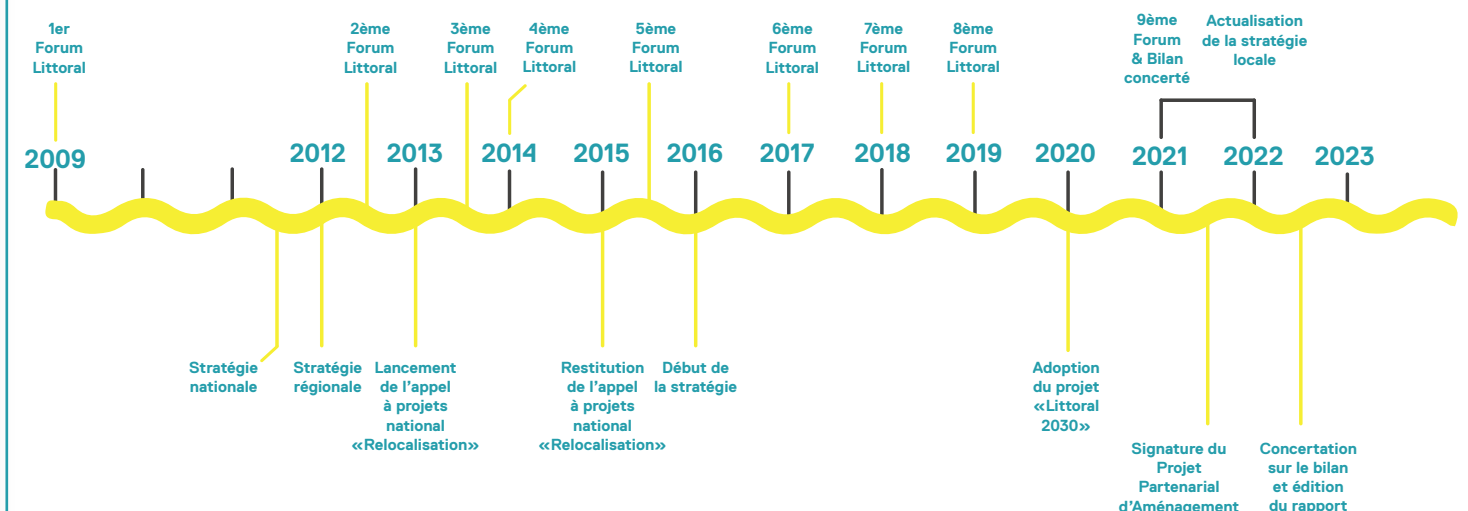 1er
Forum
Littoral
2ème
Forum
Littoral
3ème
Forum
Littoral
4ème
Forum
Littoral
5ème
Forum
Littoral
6ème
Forum
Littoral
7ème
Forum
Littoral
8ème
Forum
Littoral
9ème
Forum
& Bilan
concerté
Actualisation
de la stratégie
locale
2009
2012
2013
2014
2015
2016
2017
2018
2019
2020
2021
2022
2023
Stratégie
nationale
Stratégie
régionale
Lancement
de l'appel
à projets
national
«Relocalisation»
Restitution
de l'appel
à projets
national
«Relocalisation»
Début de
la stratégie
Adoption
du projet
«Littoral
2030»
Signature du
Projet
Partenarial
d'Aménagement
Concertation
sur le bilan
et édition
du rapport